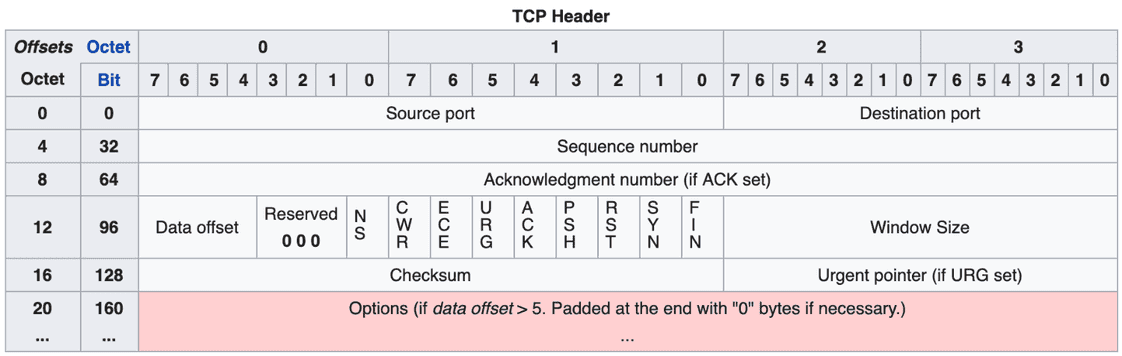 TCP Header
Offsets Octet 0 1 2 3
Octet Bit 7 6 5 4 3 2 1 0 7 6 5 4 3 2 1 0 7 6 5 4 3 2 1 0 7 6 5 4 3 2 1 0
0 0 Source port Destination port
4 32 Sequence number
8 64 Acknowledgment number (if ACK set)
12 96 Data offset Reserved 0 0 0 NS CWR ECE URG ACK PSH RST SYN FIN Window Size
16 128 Checksum Urgent pointer (if URG set)
20 160 Options (if data offset > 5. Padded at the end with "0" bytes if necessary.)
... ... ...